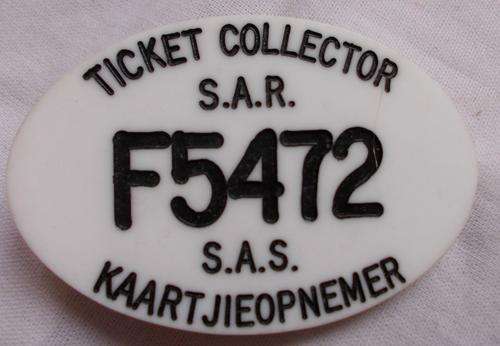 TICKET COLLECTOR
S.A.R.
F5472
S.A.S.
KAARTJIEOPNEMER